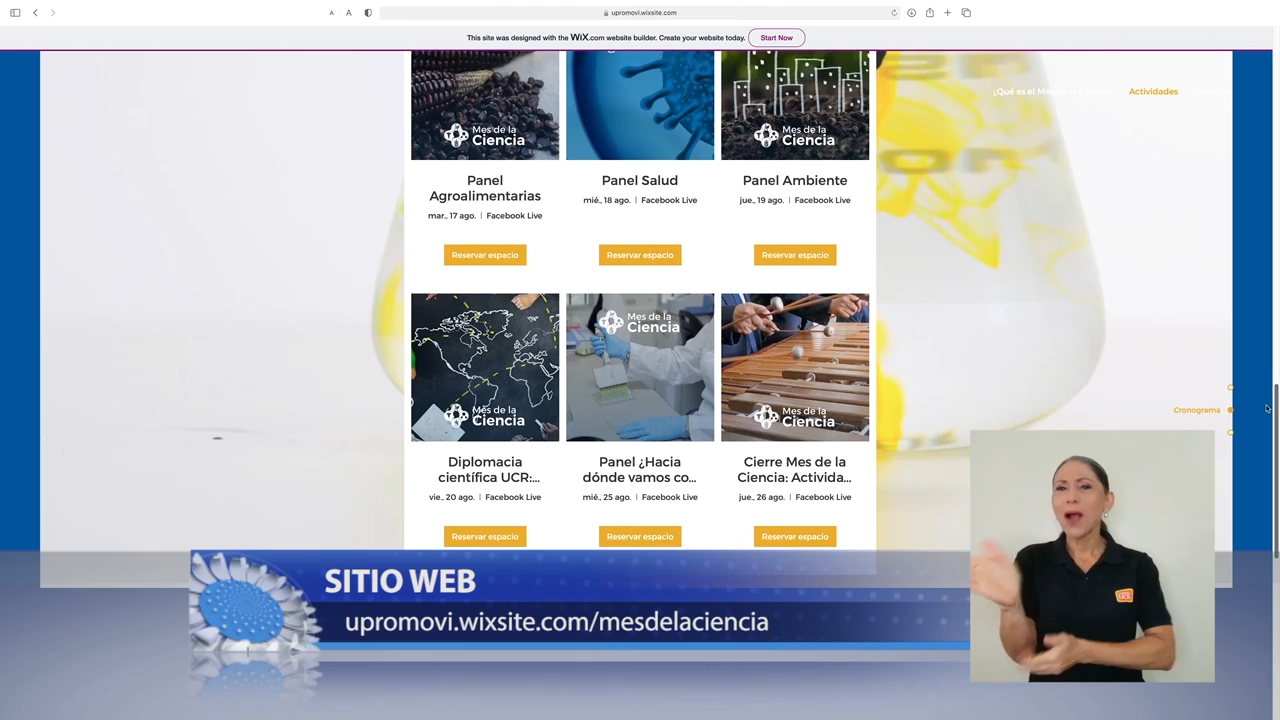 A A
upromovi.wixsite.com
This site was designed with the WiX.com website builder. Create your website today. Start Now
¿Qué es el Mes de la Ciencia? Actividades
Mes de la
Ciencia
Mes de la
Ciencia
Panel
Agroalimentarias
mar., 17 ago. | Facebook Live
Reservar espacio
Panel Salud
mié., 18 ago. | Facebook Live
Reservar espacio
Panel Ambiente
jue., 19 ago. | Facebook Live
Reservar espacio
Mes de la
Ciencia
Mes de la
Ciencia
Mes de la
Ciencia
Cronograma
Diplomacia
científica UCR:...
vie., 20 ago. | Facebook Live
Reservar espacio
Panel ¿Hacia
dónde vamos co...
mié., 25 ago. | Facebook Live
Reservar espacio
Cierre Mes de la
Ciencia: Activida...
jue., 26 ago. | Facebook Live
Reservar espacio
SITIO WEB
upromovi.wixsite.com/mesdelaciencia
UCR